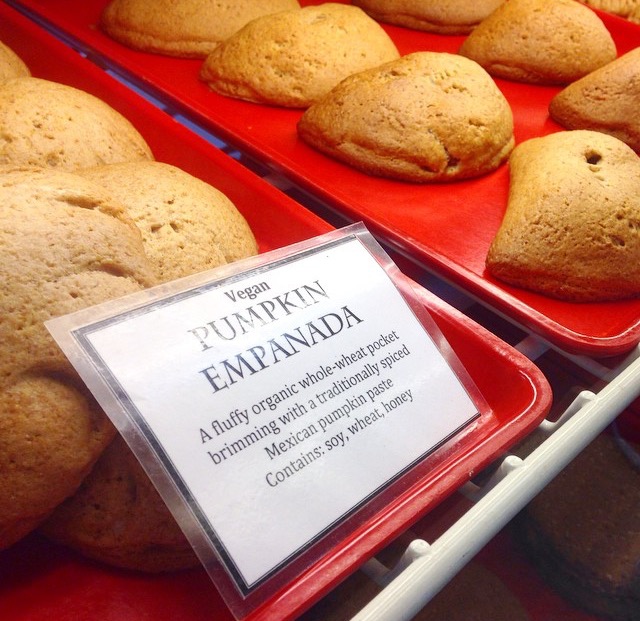 Vegan
PUMPKIN
EMPANADA
A fluffy organic whole-wheat pocket
brimming with a traditionally spiced
Mexican pumpkin paste
Contains: soy, wheat, honey